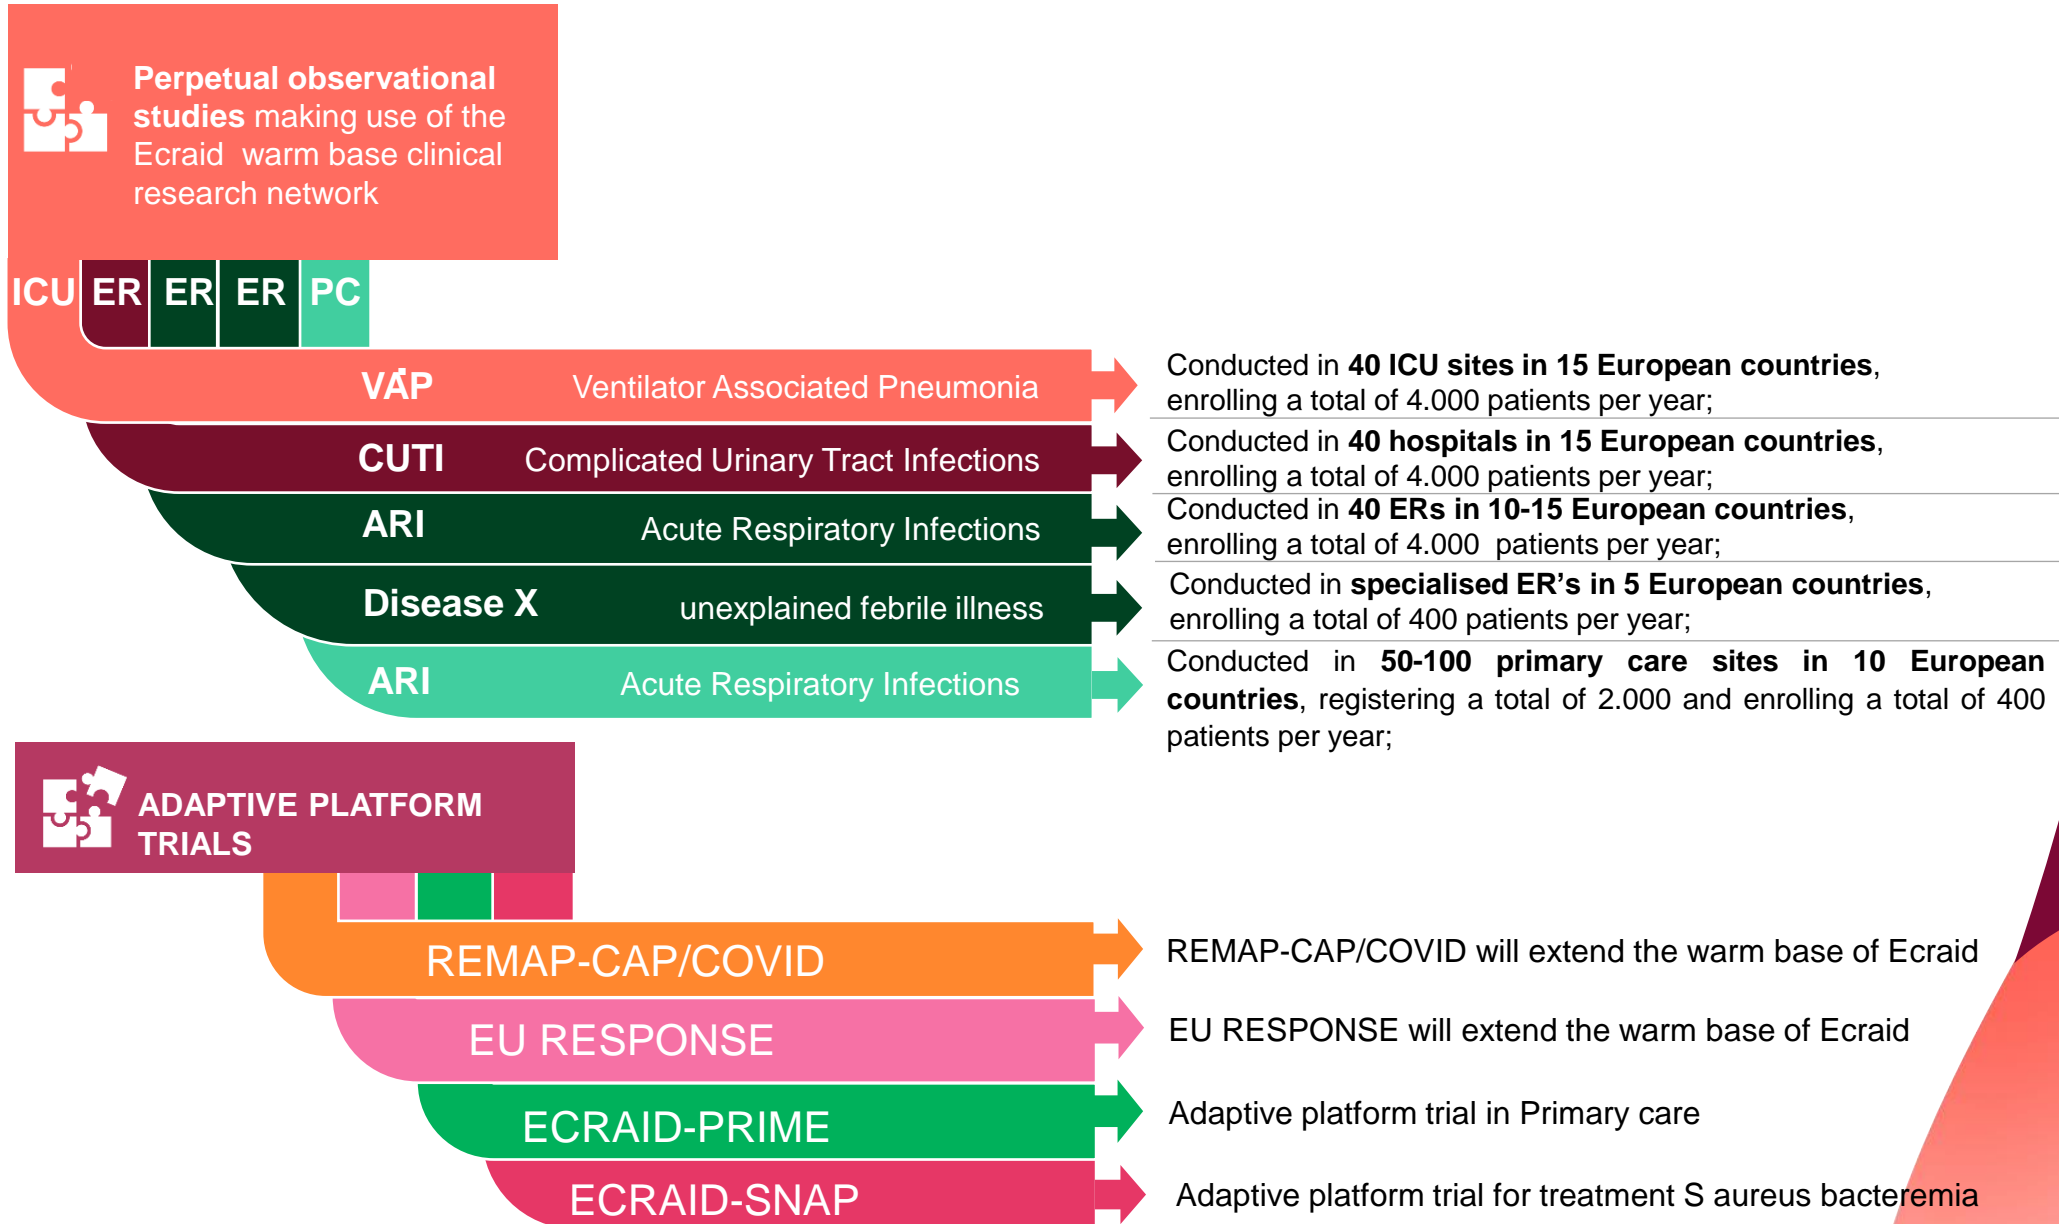 Perpetual observational
studies making use of the
Ecraid warm base clinical
research network
ICU ER ER ER PC
VAP Ventilator Associated Pneumonia
Conducted in 40 ICU sites in 15 European countries,
enrolling a total of 4.000 patients per year;
CUTI Complicated Urinary Tract Infections
Conducted in 40 hospitals in 15 European countries,
enrolling a total of 4.000 patients per year;
ARI Acute Respiratory Infections
Conducted in 40 ERs in 10-15 European countries,
enrolling a total of 4.000 patients per year;
Disease X unexplained febrile illness
Conducted in specialised ER’s in 5 European countries,
enrolling a total of 400 patients per year;
ARI Acute Respiratory Infections
Conducted in 50-100 primary care sites in 10 European
countries, registering a total of 2.000 and enrolling a total of 400
patients per year;
ADAPTIVE PLATFORM
TRIALS
REMAP-CAP/COVID
REMAP-CAP/COVID will extend the warm base of Ecraid
EU RESPONSE
EU RESPONSE will extend the warm base of Ecraid
ECRAID-PRIME
Adaptive platform trial in Primary care
ECRAID-SNAP
Adaptive platform trial for treatment S aureus bacteremia